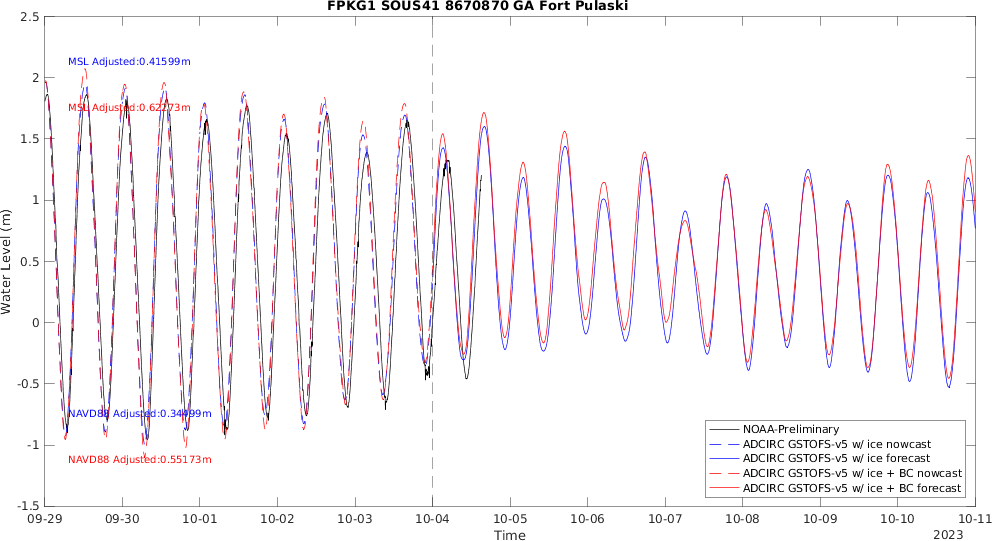 FPKG1 SOUS41 8670870 GA Fort Pulaski
2.5
2
1.5
1
0.5
0
-0.5
-1
-1.5
Water Level (m)
MSL Adjusted:0.41599m
MSL Adjusted:0.62273m
NAVD88 Adjusted:0.34499m
NAVD88 Adjusted:0.55173m
NOAA-Preliminary
ADCIRC GSTOFS-v5 w/ ice nowcast
ADCIRC GSTOFS-v5 w/ ice forecast
ADCIRC GSTOFS-v5 w/ ice + BC nowcast
ADCIRC GSTOFS-v5 w/ ice + BC forecast
09-29 09-30 10-01 10-02 10-03 10-04 10-05 10-06 10-07 10-08 10-09 10-10 10-11
Time
2023